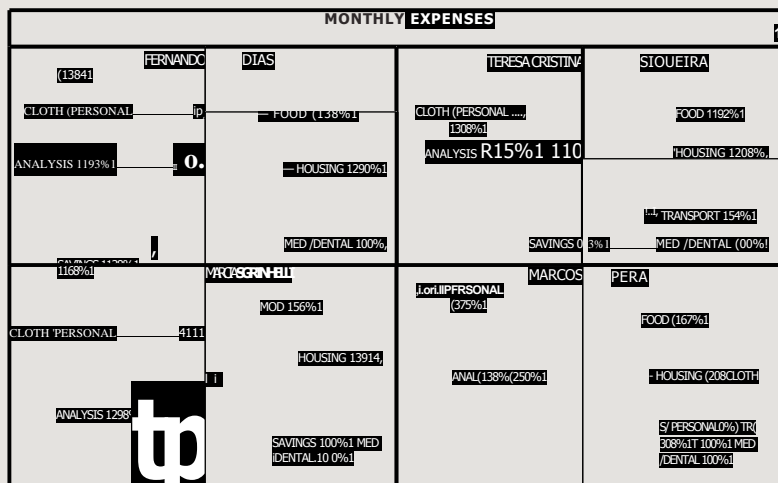 MONTHLY EXPENSES
FERNANDO DIAS
(13841
CLOTH (PERSONAL ip
— FOOD (138%1
ANALYSIS 1193%1 o.
— HOUSING 1290%1
,
MED /DENTAL 100%,
TERESA CRISTINA SIOUEIRA
CLOTH (PERSONAL ....,
1308%1
FOOD 1192%1
ANALYSIS R15%1 110
'HOUSING 1208%,
TRANSPORT 154%1
SAVINGS 0 3%1 MED /DENTAL (00%!
1168%1
MOD 156%1
CLOTH 'PERSONAL 4111
HOUSING 13914,
ANALYSIS 1298%
tp
SAVINGS 100%1 MED
iDENTAL.10 0%1
MARCOS PERA
,i.ori.IIPFRSONAL
(375%1
FOOD (167%1
ANAL(138%(250%1
- HOUSING (208CLOTH
S/ PERSONAL0%) TR(
308%1T 100%1 MED
/DENTAL 100%1